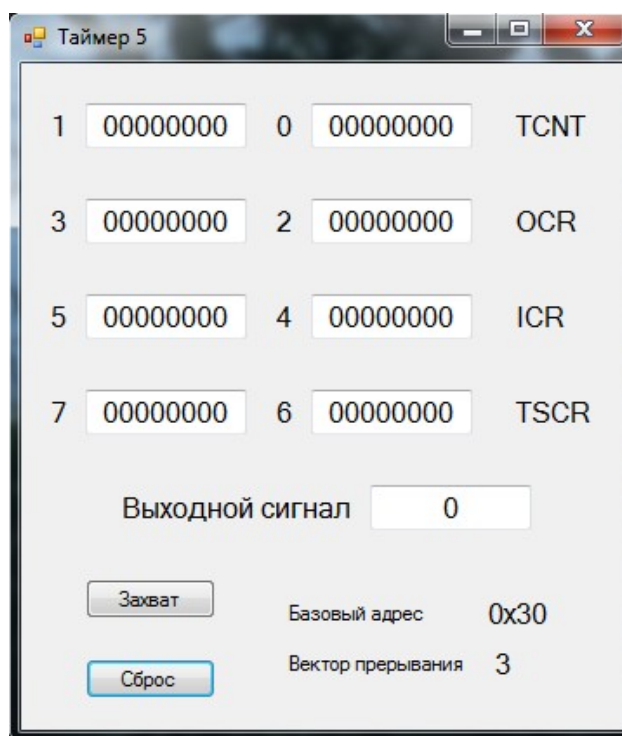 Таймер 5
1 00000000 0 00000000 TCNT
3 00000000 2 00000000 OCR
5 00000000 4 00000000 ICR
7 00000000 6 00000000 TSCR
Выходной сигнал 0
Захват
Базовый адрес 0x30
Вектор прерывания 3
Сброс